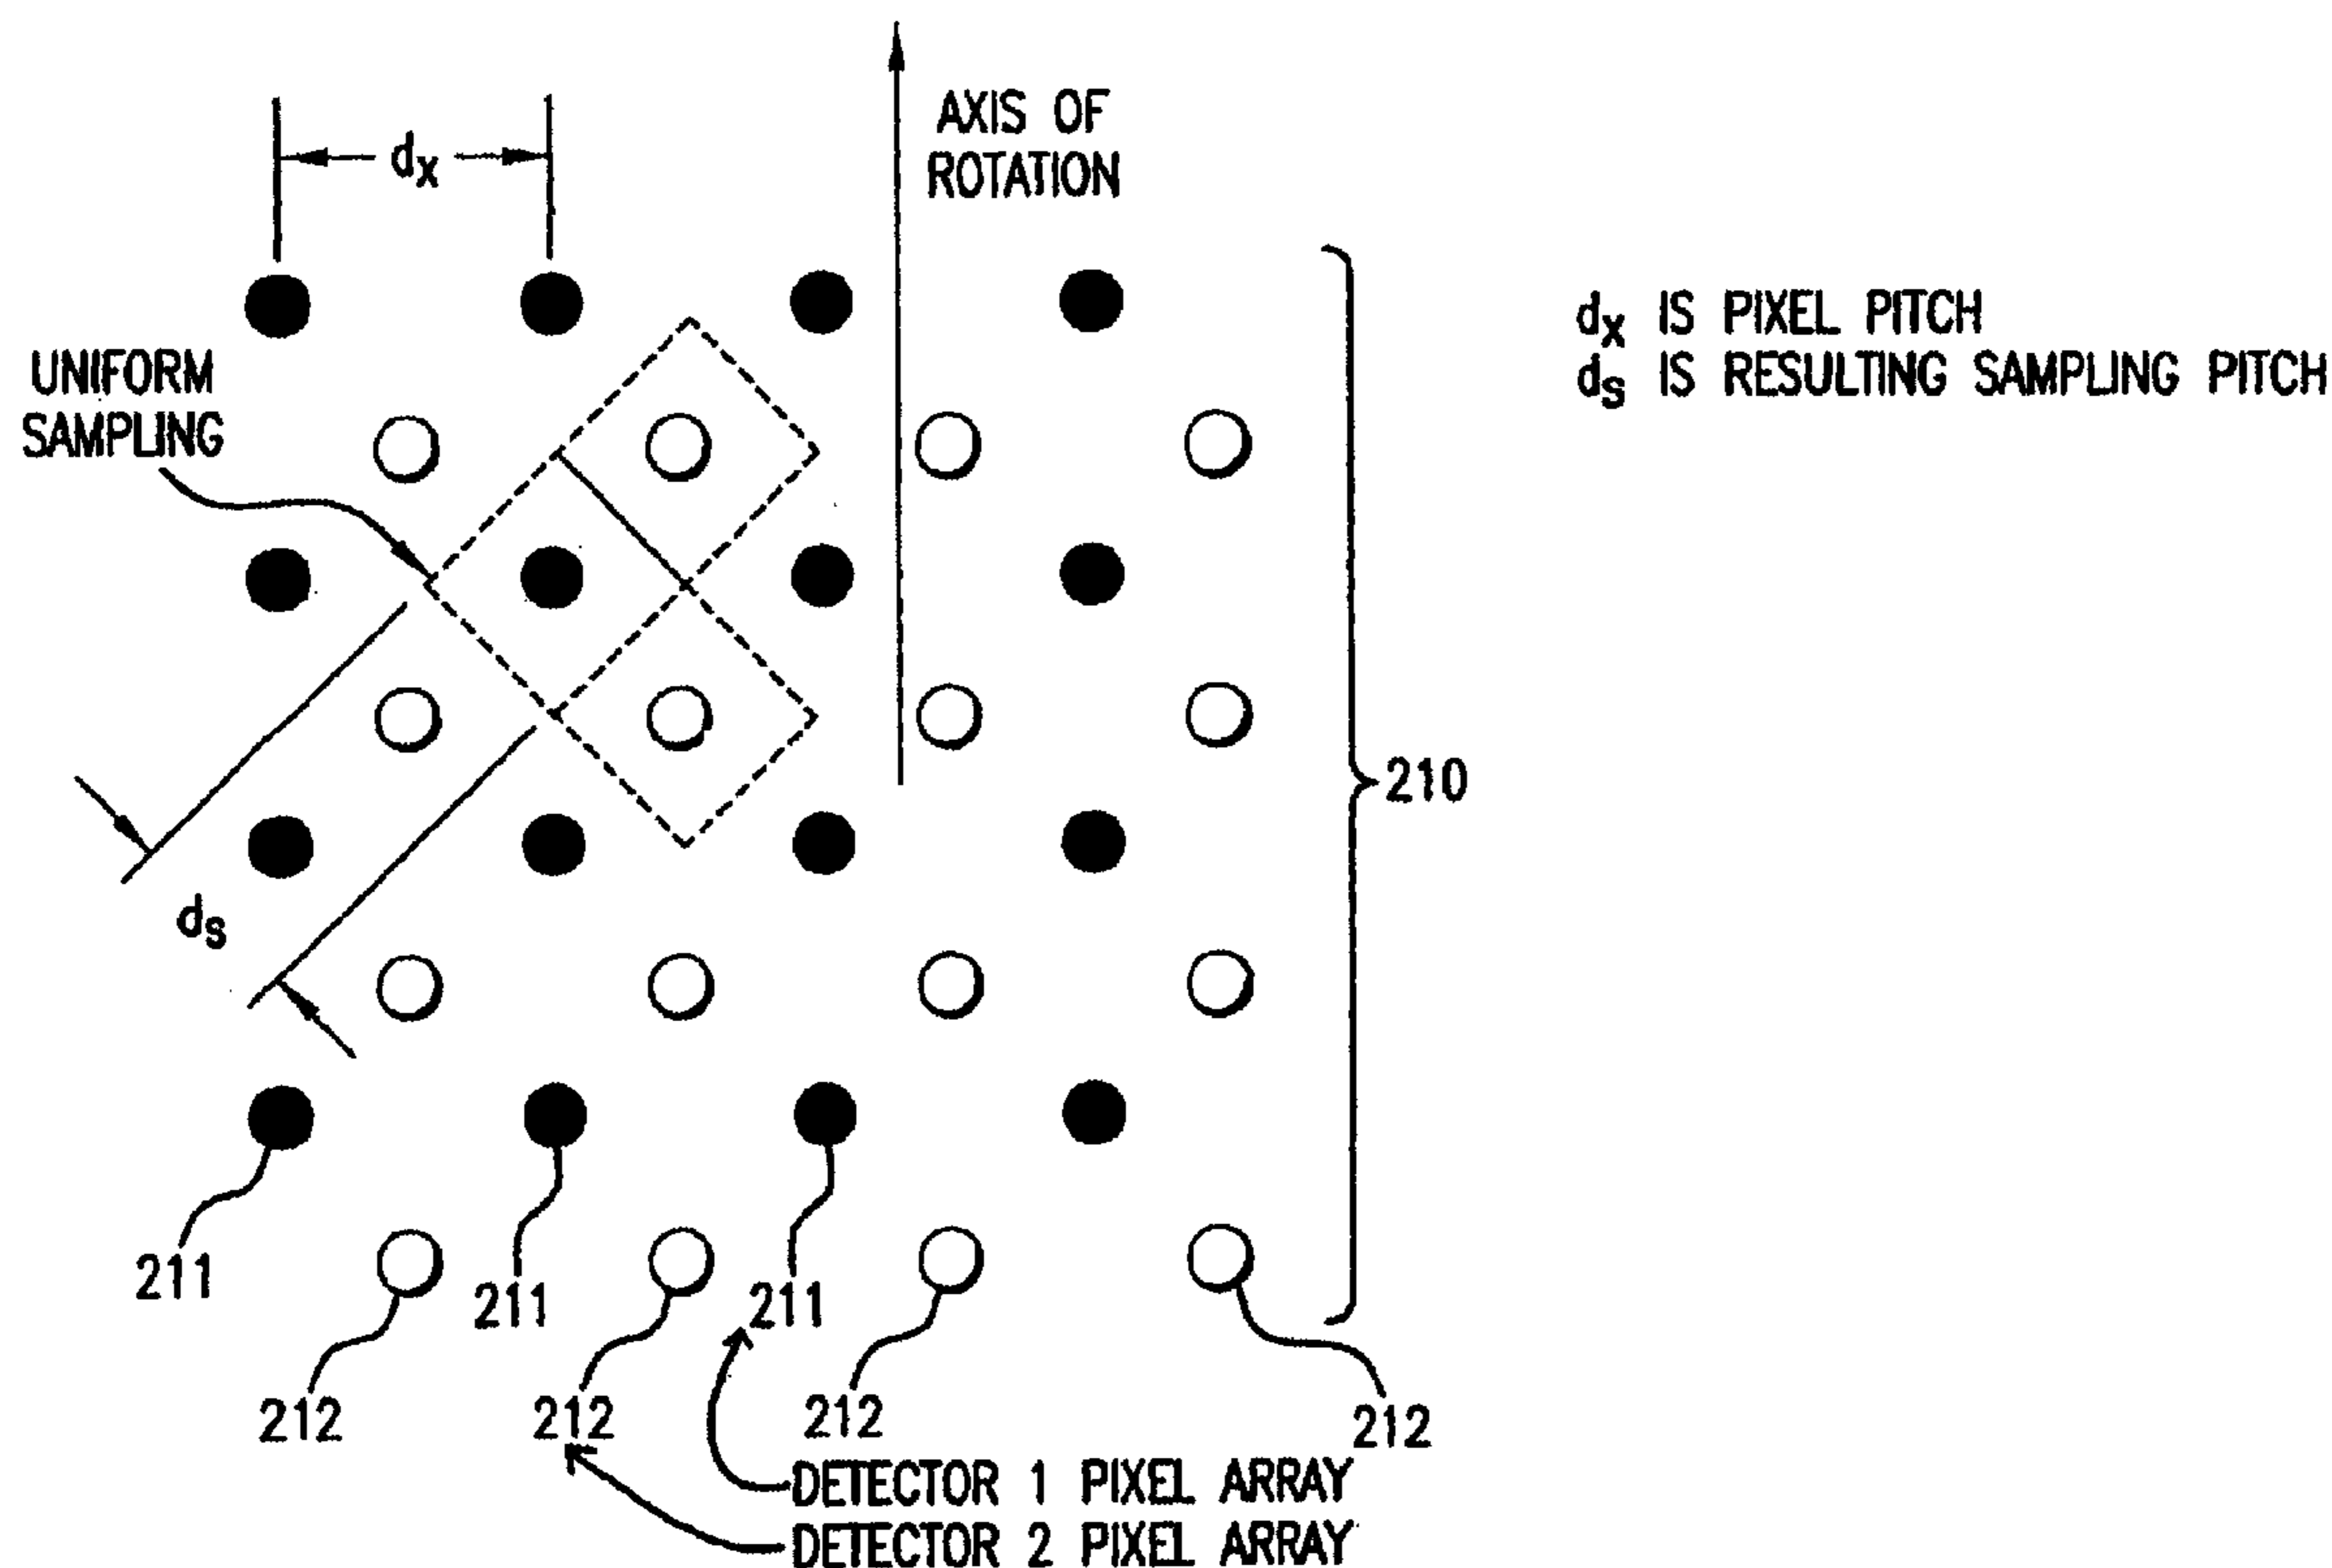 AXIS OF
ROTATION
dx
dx IS PIXEL PITCH
ds IS RESULTING SAMPLING PITCH
UNIFORM
SAMPLING
210
ds
211
211
211
212
212
212
212
DETECTOR 1 PIXEL ARRAY
DETECTOR 2 PIXEL ARRAY